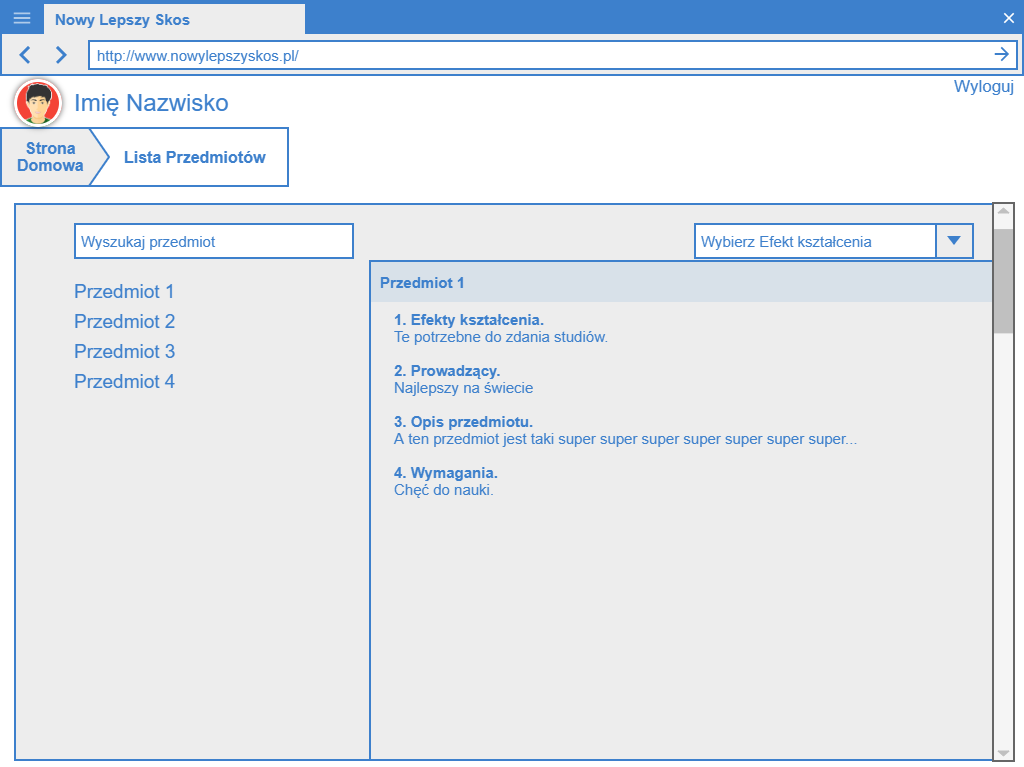 Nowy Lepszy Skos
http://www.nowylepszyskos.pl/
Wyloguj
Imię Nazwisko
Strona
Domowa
Lista Przedmiotów
Wyszukaj przedmiot
Wybierz Efekt kształcenia
Przedmiot 1
Przedmiot 2
Przedmiot 3
Przedmiot 4
Przedmiot 1
1. Efekty kształcenia.
Te potrzebne do zdania studiów.
2. Prowadzący.
Najlepszy na świecie
3. Opis przedmiotu.
A ten przedmiot jest taki super super super super super super super...
4. Wymagania.
Chęć do nauki.